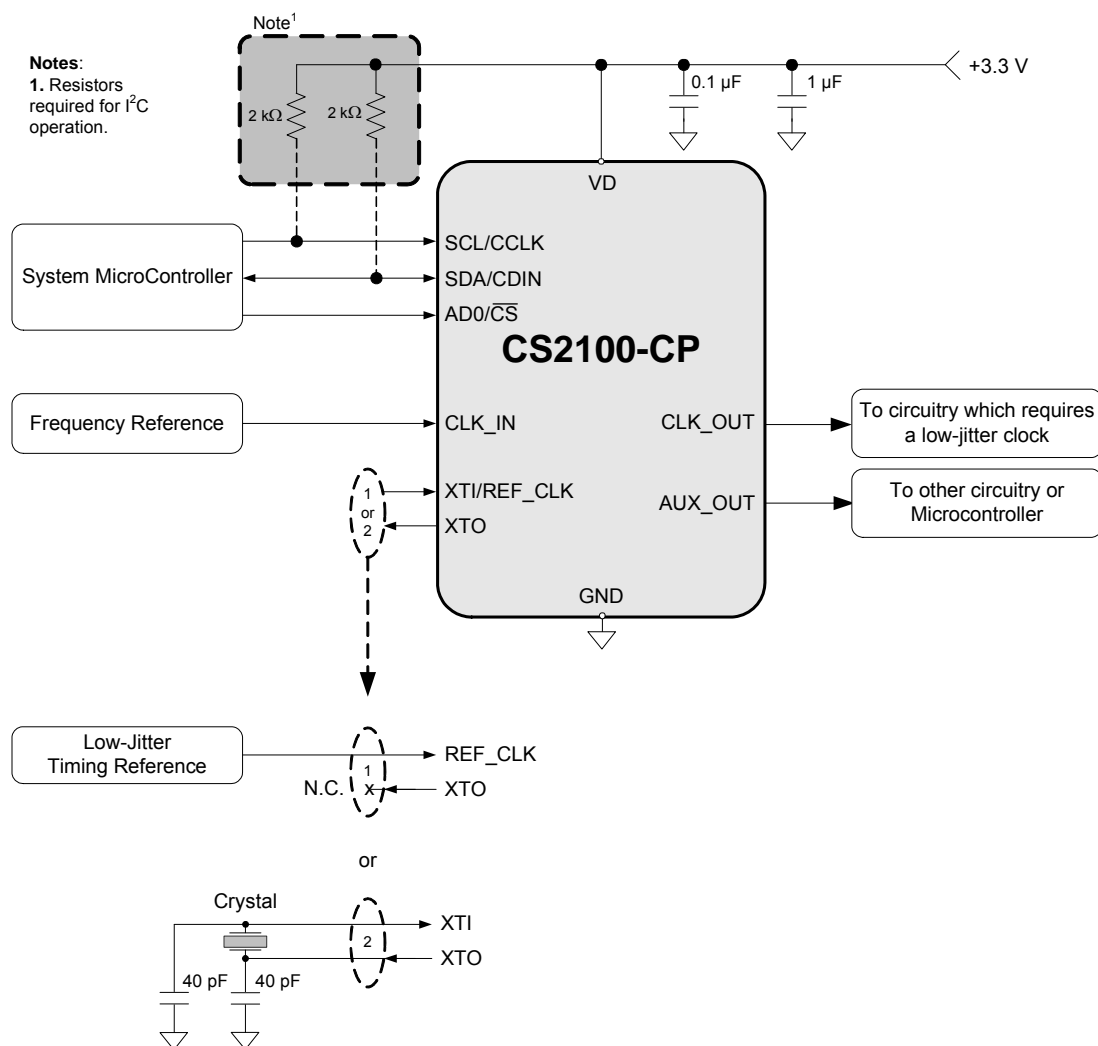 Note¹
Notes:
1. Resistors
required for I²C
operation.
2 kΩ
2 kΩ
0.1 µF
1 µF
+3.3 V
VD
System MicroController
SCL/CCLK
SDA/CDIN
AD0/C̅S̅
CS2100-CP
Frequency Reference
CLK_IN
CLK_OUT
To circuitry which requires
a low-jitter clock
1
or
2
XTI/REF_CLK
XTO
AUX_OUT
To other circuitry or
Microcontroller
GND
Low-Jitter
Timing Reference
1
REF_CLK
N.C.
x
XTO
or
Crystal
2
XTI
XTO
40 pF
40 pF